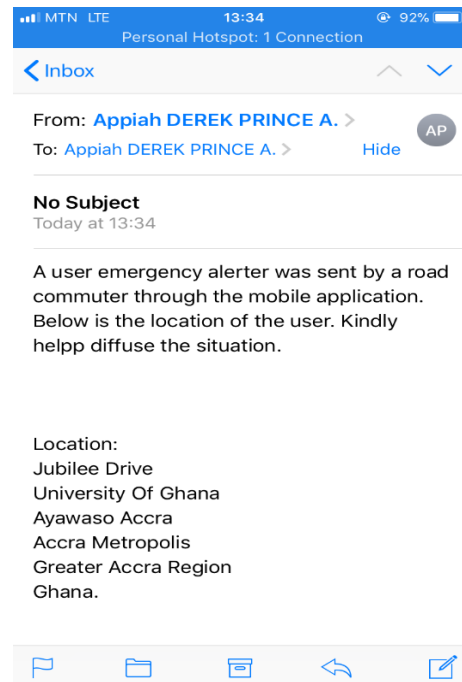 MTN LTE 13:34 92%
Personal Hotspot: 1 Connection
Inbox
From: Appiah DEREK PRINCE A.
AP
To: Appiah DEREK PRINCE A. Hide
No Subject
Today at 13:34
A user emergency alerter was sent by a road
commuter through the mobile application.
Below is the location of the user. Kindly
helpp diffuse the situation.
Location:
Jubilee Drive
University Of Ghana
Ayawaso Accra
Accra Metropolis
Greater Accra Region
Ghana.